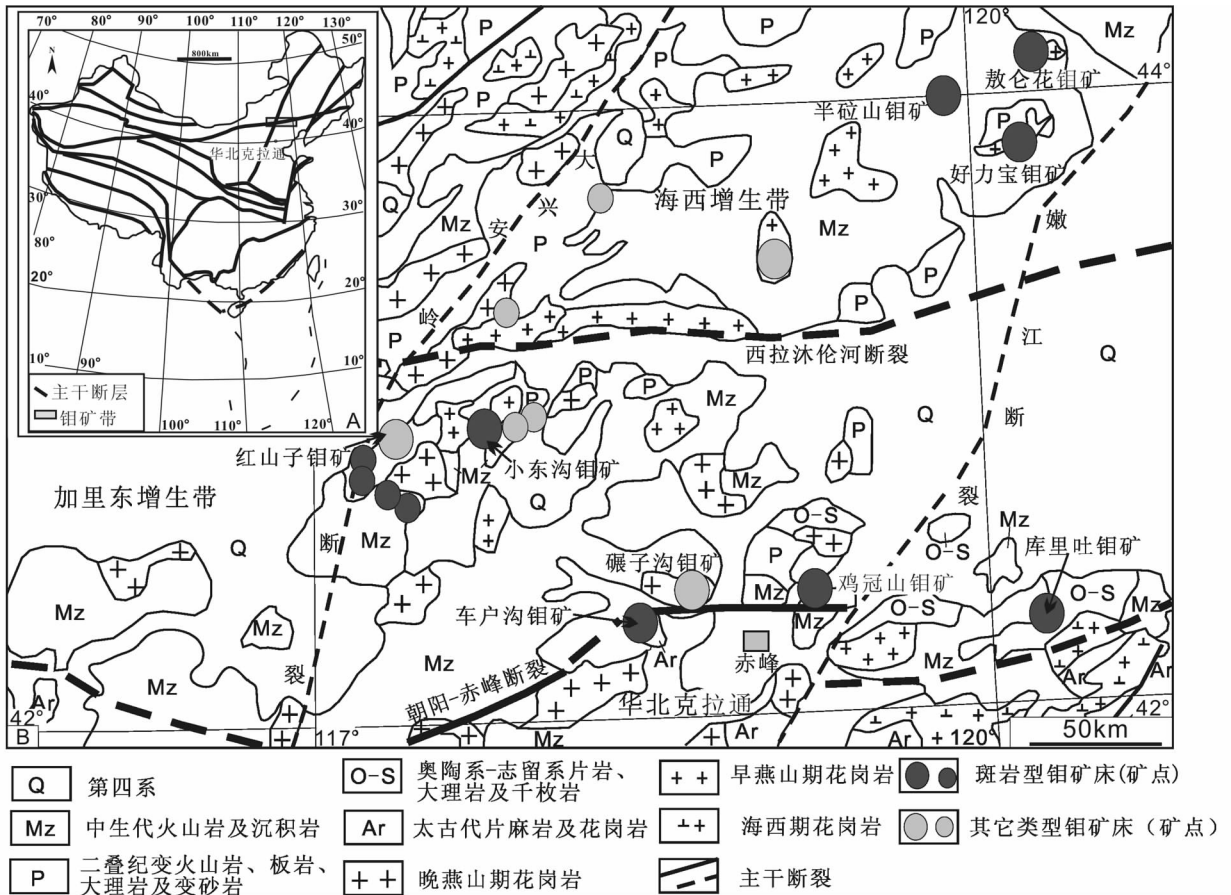 70° 80° 90° 100° 110° 120° 130°
N
800km
50°
50°
40°
40°
华北克拉通
30°
30°
80°
20°
20°
10°
90°
10°
100°
110°
120°
主干断层
钼矿带
A
120°
Mz
敖仑花钼矿
44°
半砬山钼矿
好力宝钼矿
海西增生带
大
兴
安
岭
嫩
江
断
裂
西拉沐伦河断裂
红山子钼矿
小东沟钼矿
加里东增生带
断
裂
碾子沟钼矿
鸡冠山钼矿
库里吐钼矿
车户沟钼矿
赤峰
朝阳-赤峰断裂
华北克拉通
Q
Mz
P
O-S
Ar
42°
42°
B
117°
120°
50km
Q 第四系
O-S 奥陶系-志留系片岩、
大理岩及千枚岩
早燕山期花岗岩
斑岩型钼矿床(矿点)
Mz 中生代火山岩及沉积岩
Ar 太古代片麻岩及花岗岩
海西期花岗岩
其它类型钼矿床（矿点）
P 二叠纪变火山岩、板岩、
大理岩及变砂岩
晚燕山期花岗岩
主干断裂